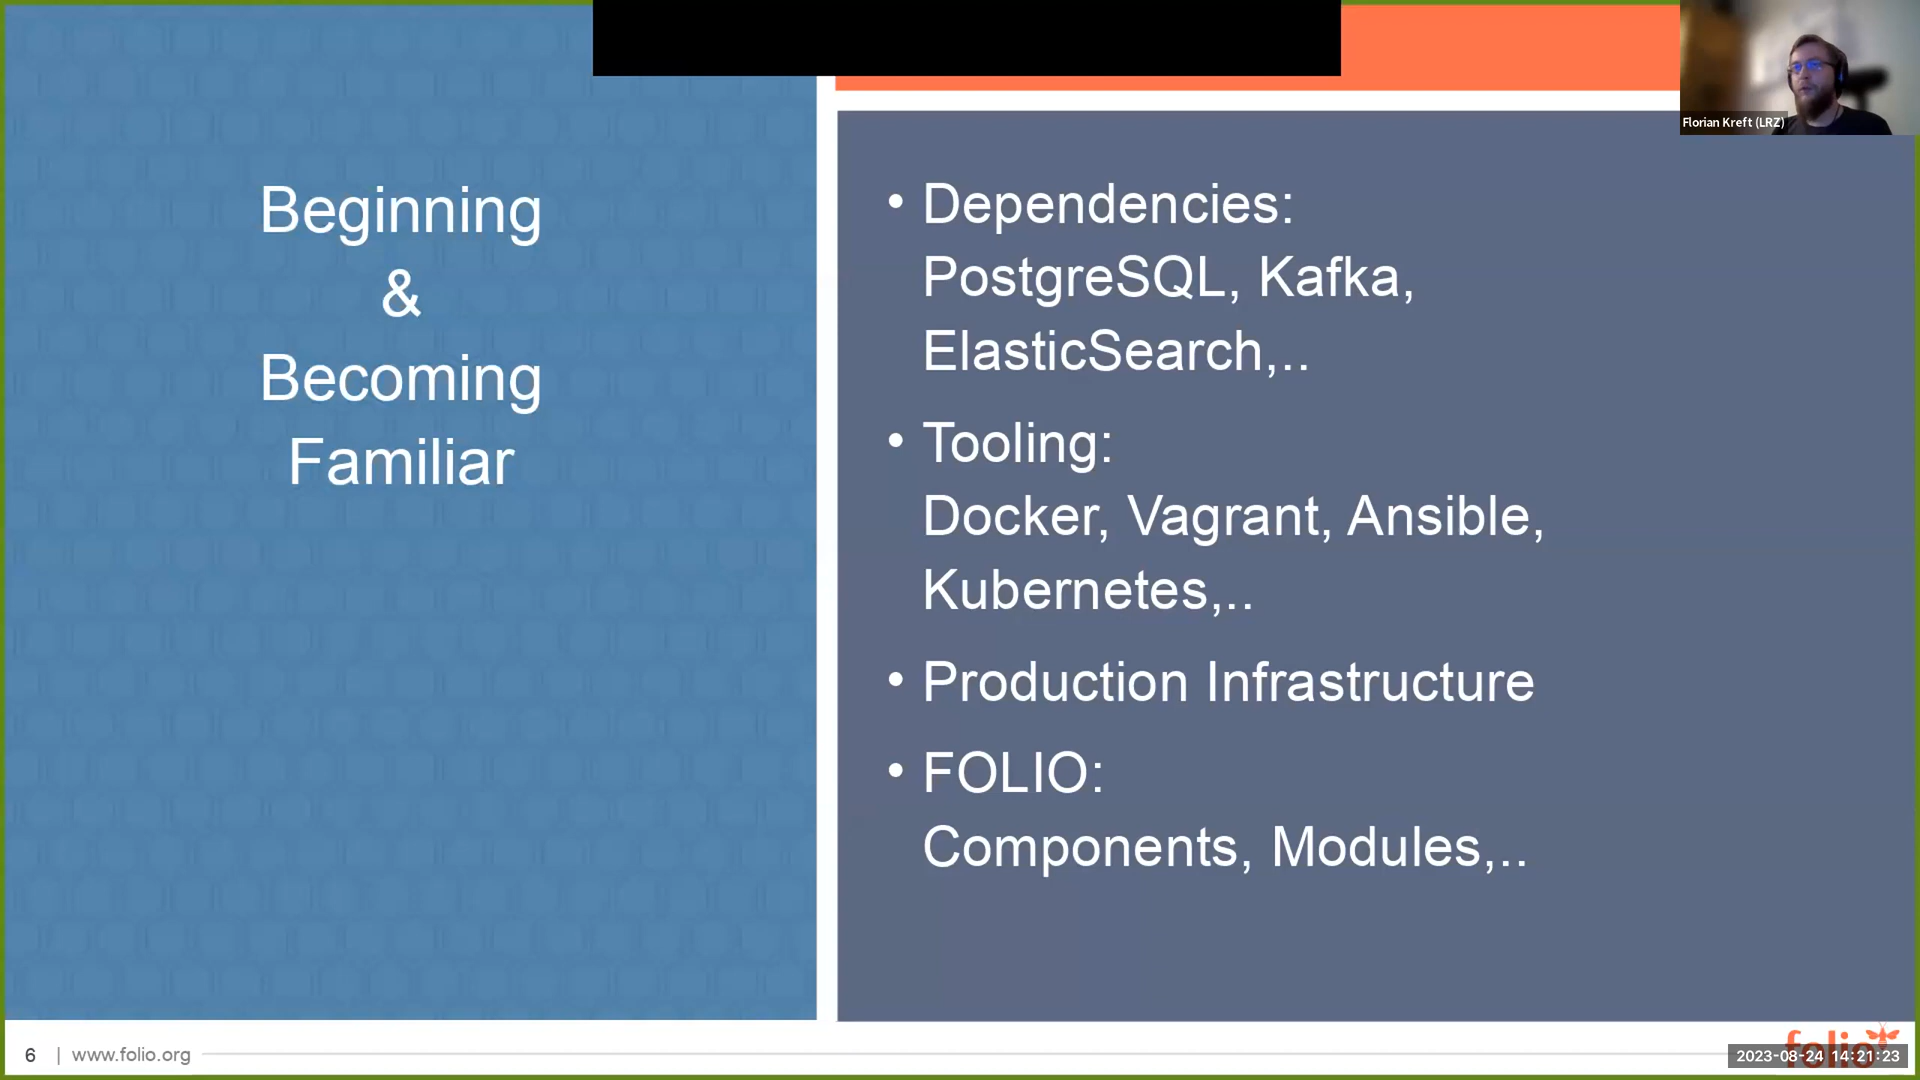 Florian Kreft (LRZ)
Beginning
&
Becoming
Familiar
• Dependencies:
PostgreSQL, Kafka,
ElasticSearch,..
• Tooling:
Docker, Vagrant, Ansible,
Kubernetes,..
• Production Infrastructure
• FOLIO:
Components, Modules,..
6 | www.folio.org
folio
2023-08-24 14:21:23